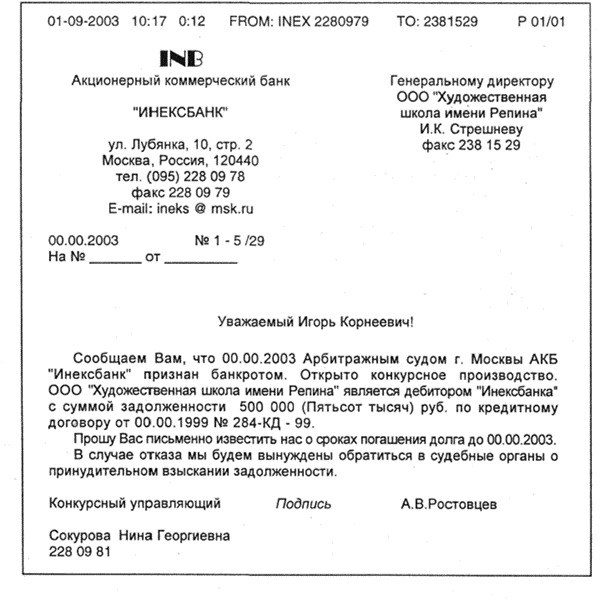 01-09-2003 10:17 0:12 FROM: INEX 2280979 TO: 2381529 P 01/01
INB
Акционерный коммерческий банк
"ИНЕКСБАНК"
ул. Лубянка, 10, стр. 2
Москва, Россия, 120440
тел. (095) 228 09 78
факс 228 09 79
E-mail: ineks @ msk.ru
Генеральному директору
ООО "Художественная
школа имени Репина"
И.К. Стрешневу
факс 238 15 29
00.00.2003 № 1 - 5 /29
На № _______ от _________
Уважаемый Игорь Корнеевич!
Сообщаем Вам, что 00.00.2003 Арбитражным судом г. Москвы АКБ
"Инексбанк" признан банкротом. Открыто конкурсное производство.
ООО "Художественная школа имени Репина" является дебитором "Инексбанка"
с суммой задолженности 500 000 (Пятьсот тысяч) руб. по кредитному
договору от 00.00.1999 № 284-КД - 99.
Прошу Вас письменно известить нас о сроках погашения долга до 00.00.2003.
В случае отказа мы будем вынуждены обратиться в судебные органы о
принудительном взыскании задолженности.
Конкурсный управляющий Подпись А.В.Ростовцев
Сокурова Нина Георгиевна
228 09 81